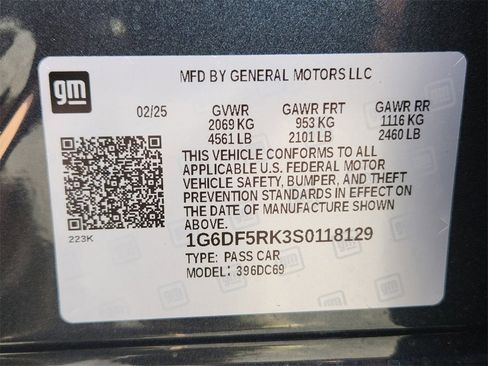 gm
MFD BY GENERAL MOTORS LLC
02/25 GVWR GAWR FRT GAWR RR
2069 KG 953 KG 1116 KG
4561 LB 2101 LB 2460 LB
THIS VEHICLE CONFORMS TO ALL
APPLICABLE U.S. FEDERAL MOTOR
VEHICLE SAFETY, BUMPER, AND THEFT
PREVENTION STANDARDS IN EFFECT ON
THE DATE OF MANUFACTURE SHOWN
ABOVE.
223K
1G6DF5RK3S0118129
TYPE: PASS CAR
MODEL: 396DC69